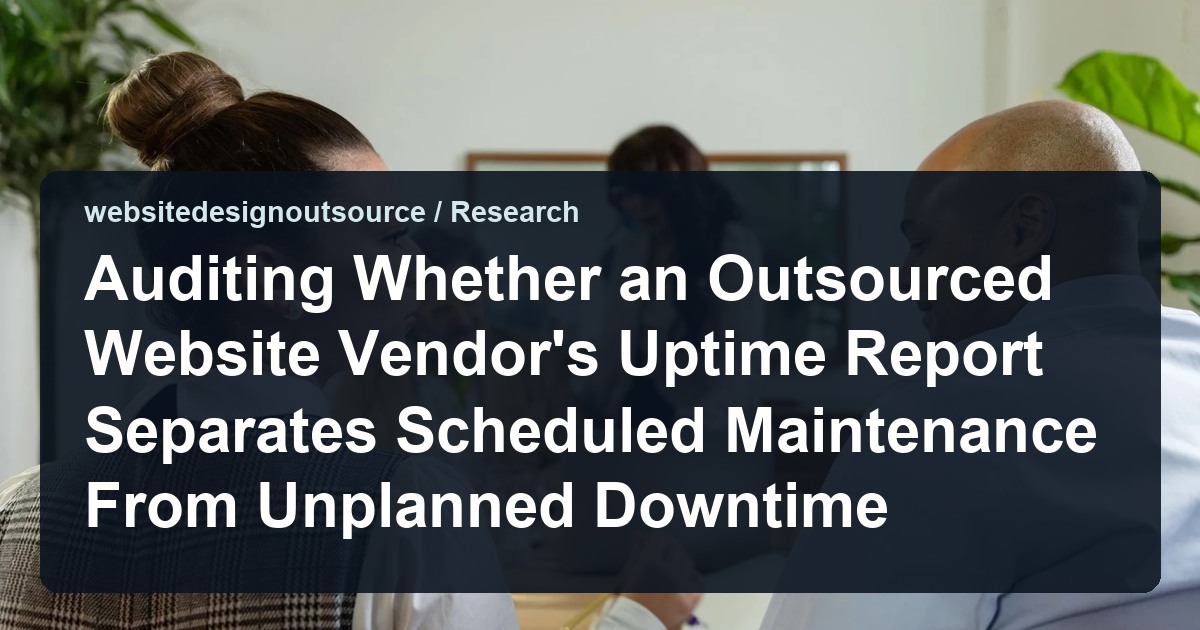 websitedesignoutsource / Research
Auditing Whether an Outsourced
Website Vendor's Uptime Report
Separates Scheduled Maintenance
From Unplanned Downtime